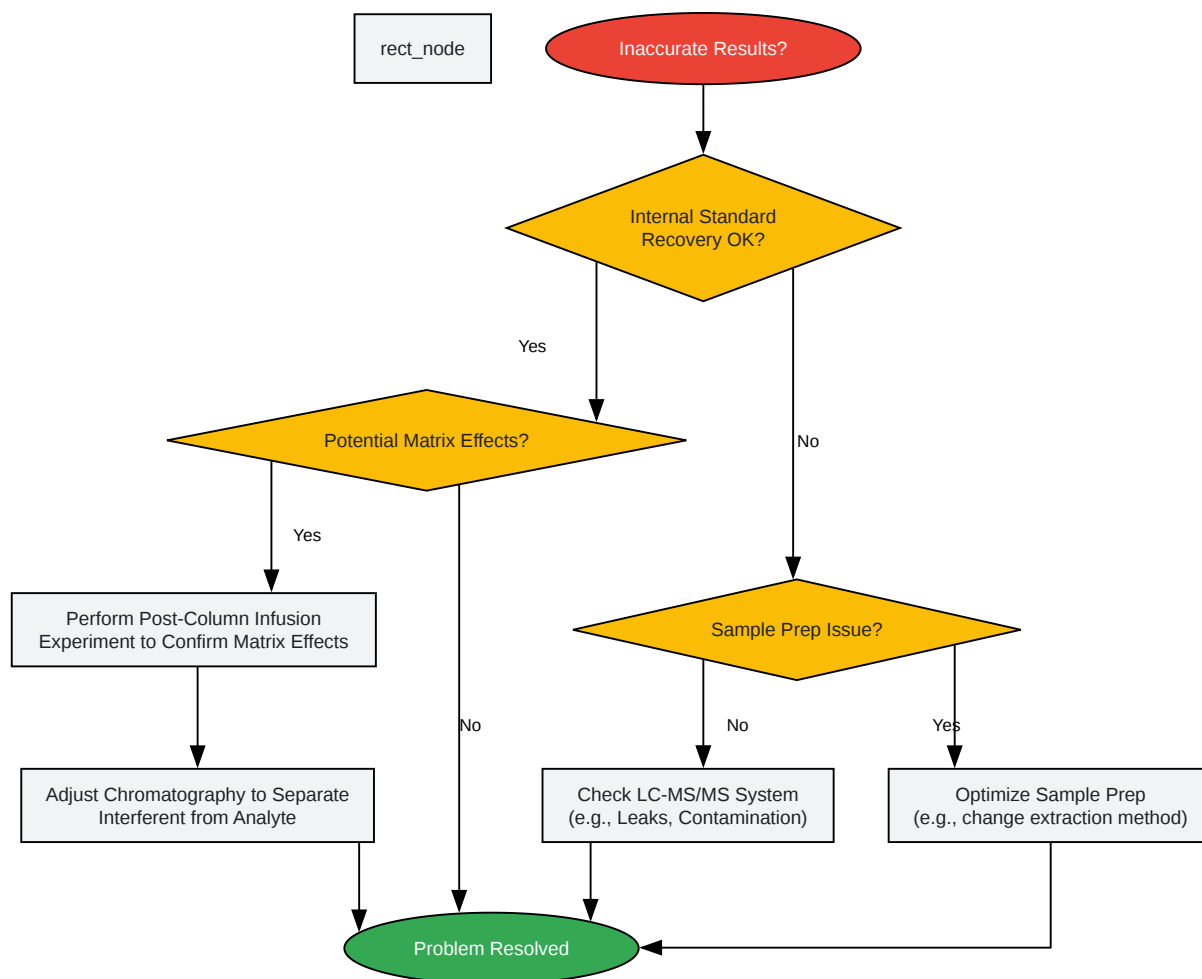 rect_node
Inaccurate Results?
Internal Standard
Recovery OK?
Yes
Potential Matrix Effects?
No
Yes
Perform Post-Column Infusion
Experiment to Confirm Matrix Effects
Sample Prep Issue?
No
No
Yes
Adjust Chromatography to Separate
Interferent from Analyte
Check LC-MS/MS System
(e.g., Leaks, Contamination)
Optimize Sample Prep
(e.g., change extraction method)
Problem Resolved